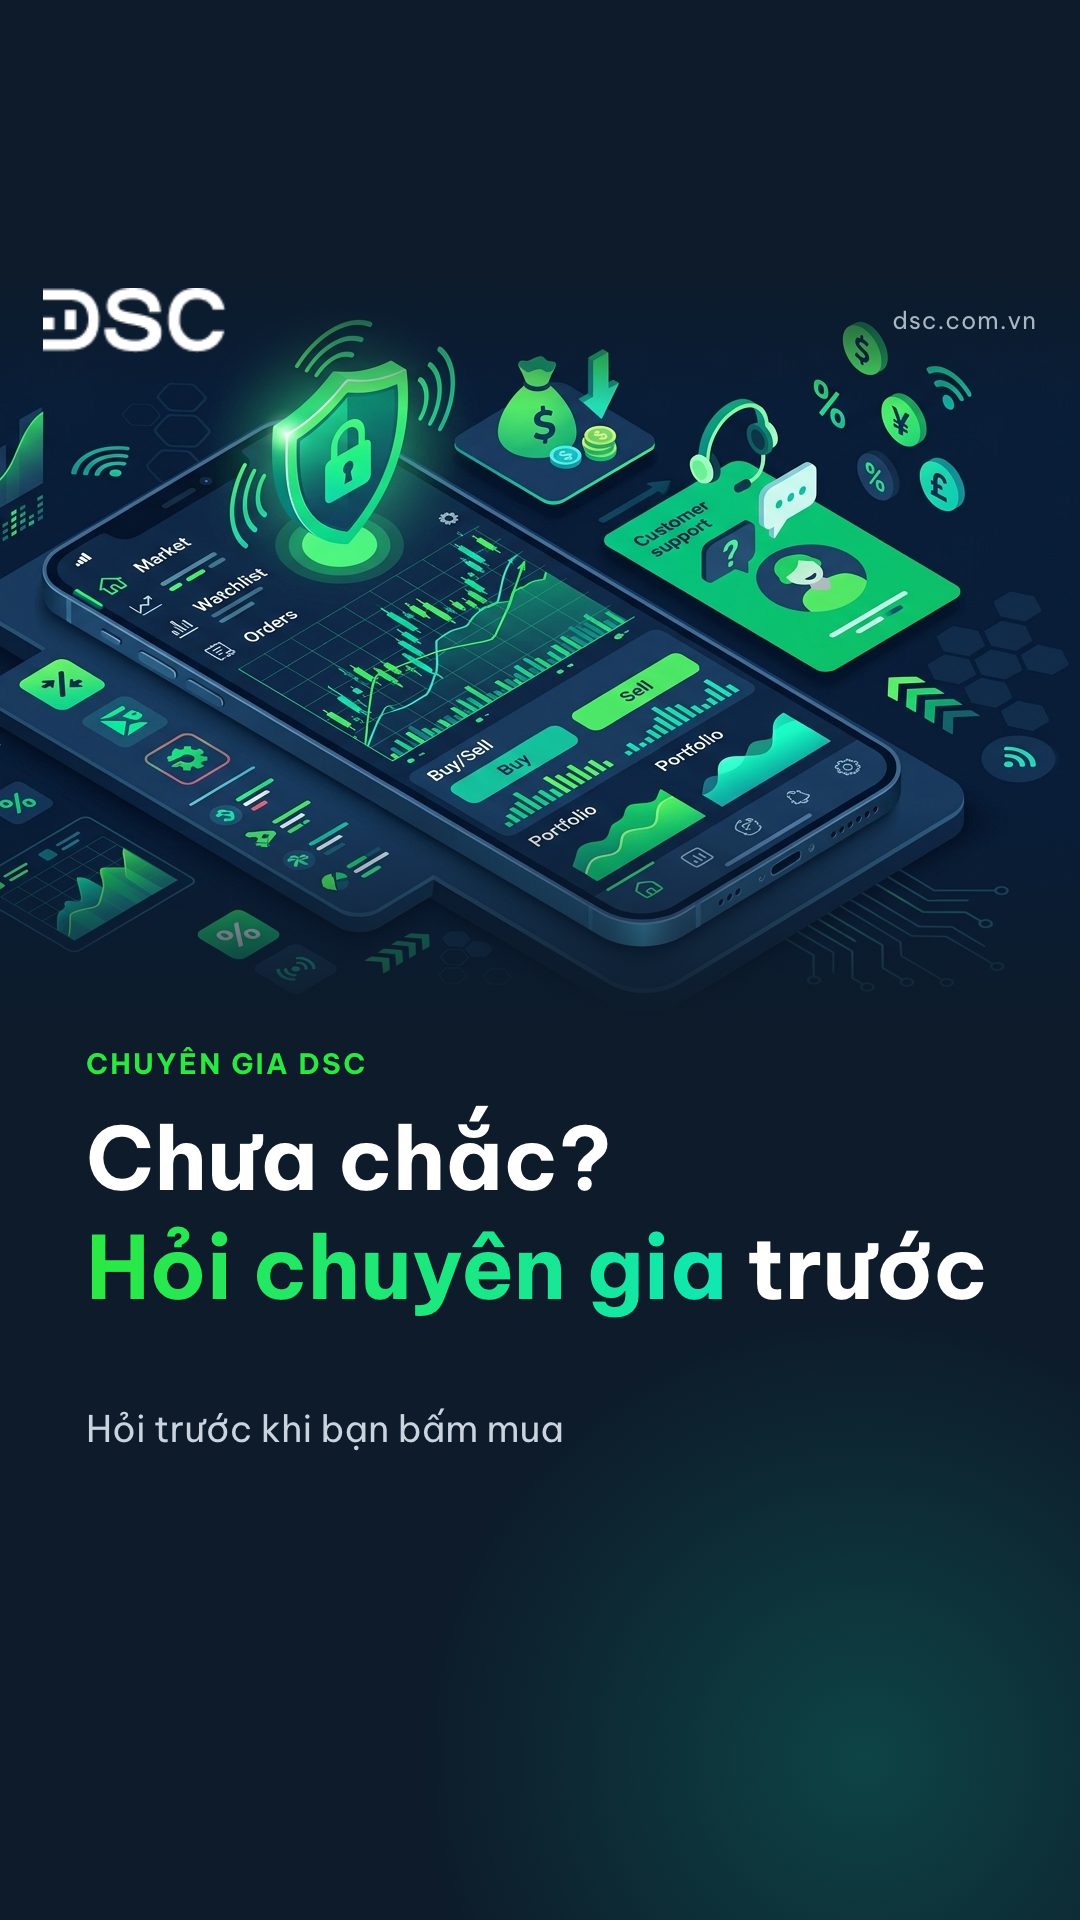 DSC
dsc.com.vn
Customer
support
Market
Watchlist
Orders
Sell
Buy/Sell
Buy
Portfolio
Portfolio
CHUYÊN GIA DSC
Chưa chắc?
Hỏi chuyên gia trước
Hỏi trước khi bạn bấm mua